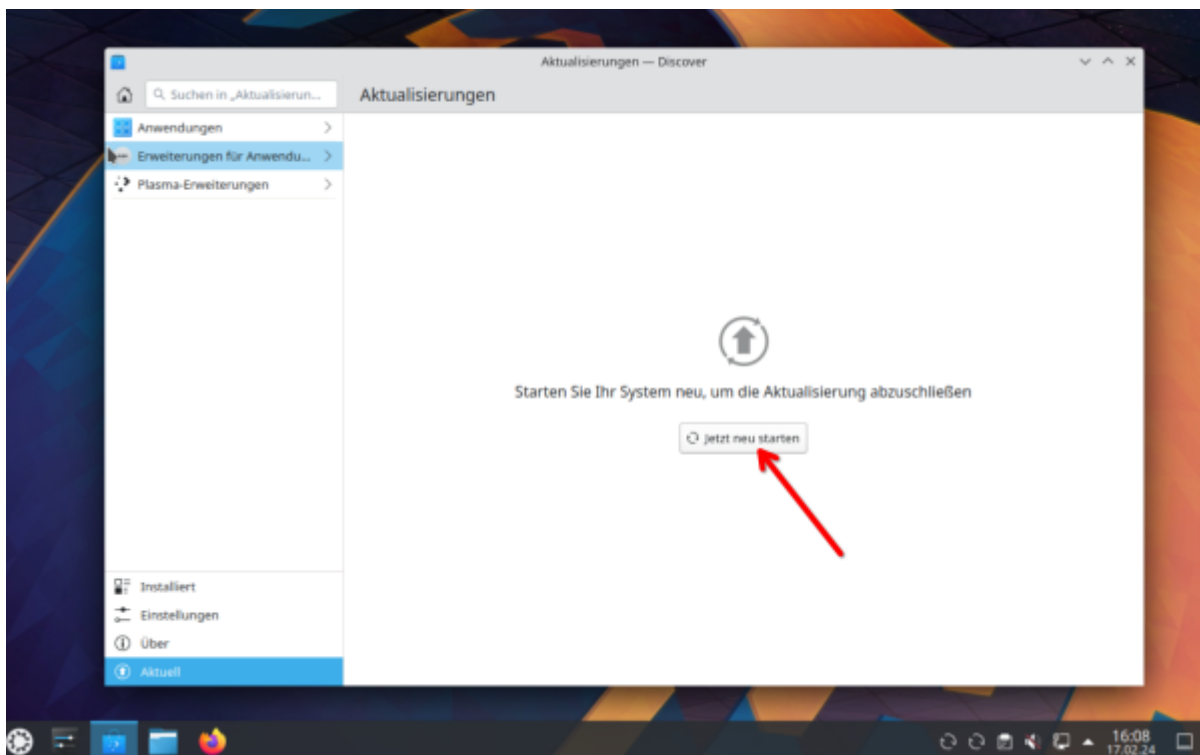 Aktualisierungen — Discover
Suchen in „Aktualisierun...
Aktualisierungen
Anwendungen
Erweiterungen für Anwendu...
Plasma-Erweiterungen
Starten Sie Ihr System neu, um die Aktualisierung abzuschließen
Jetzt neu starten
Installiert
Einstellungen
Über
Aktuell
16:08
17.02.24